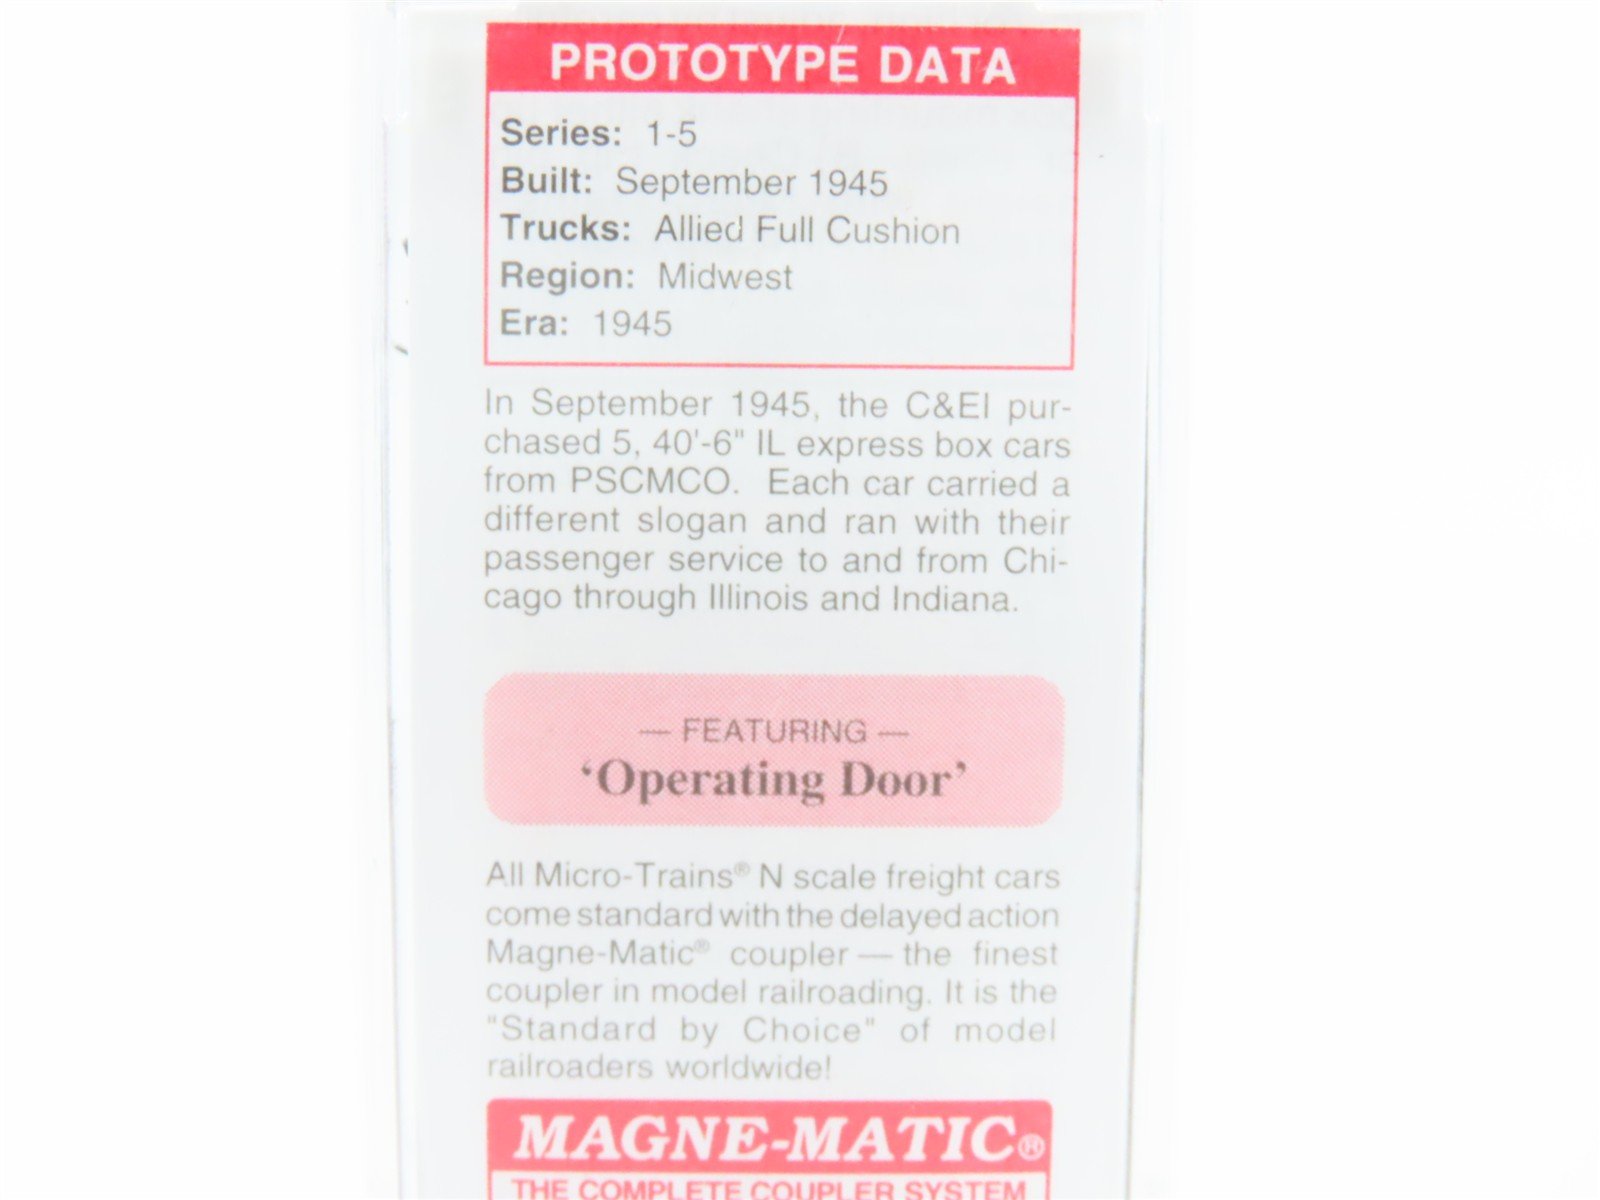 PROTOTYPE DATA
Series: 1-5
Built: September 1945
Trucks: Allied Full Cushion
Region: Midwest
Era: 1945
In September 1945, the C&EI pur-
chased 5, 40'-6" IL express box cars
from PSCMCO. Each car carried a
different slogan and ran with their
passenger service to and from Chi-
cago through Illinois and Indiana.
— FEATURING —
‘Operating Door’
All Micro-Trains® N scale freight cars
come standard with the delayed action
Magne-Matic® coupler — the finest
coupler in model railroading. It is the
"Standard by Choice" of model
railroaders worldwide!
MAGNE-MATIC®
THE COMPLETE COUPLER SYSTEM